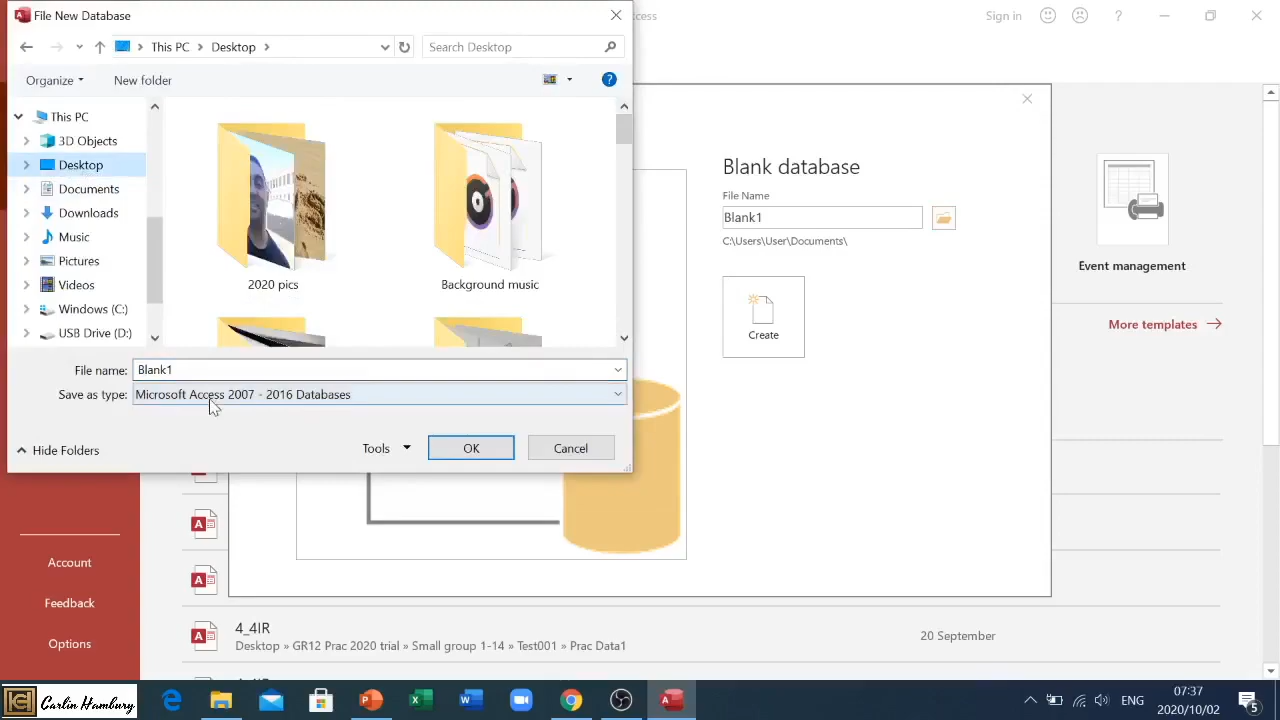 File New Database
cess
Sign in
?
This PC
Desktop
Search Desktop
Organize
New folder
?
This PC
3D Objects
Desktop
Documents
Downloads
Music
Pictures
Videos
Windows (C:)
USB Drive (D:)
2020 pics
Background music
File name: Blank1
Save as type: Microsoft Access 2007 - 2016 Databases
Hide Folders
Tools
OK
Cancel
Blank database
File Name
Blank1
C:\Users\User\Documents\
Create
Event management
More templates
Account
Feedback
Options
4_4IR
Desktop » GR12 Prac 2020 trial » Small group 1-14 » Test001 » Prac Data1
20 September
Carlin Hambury
ENG
07:37
2020/10/02
5